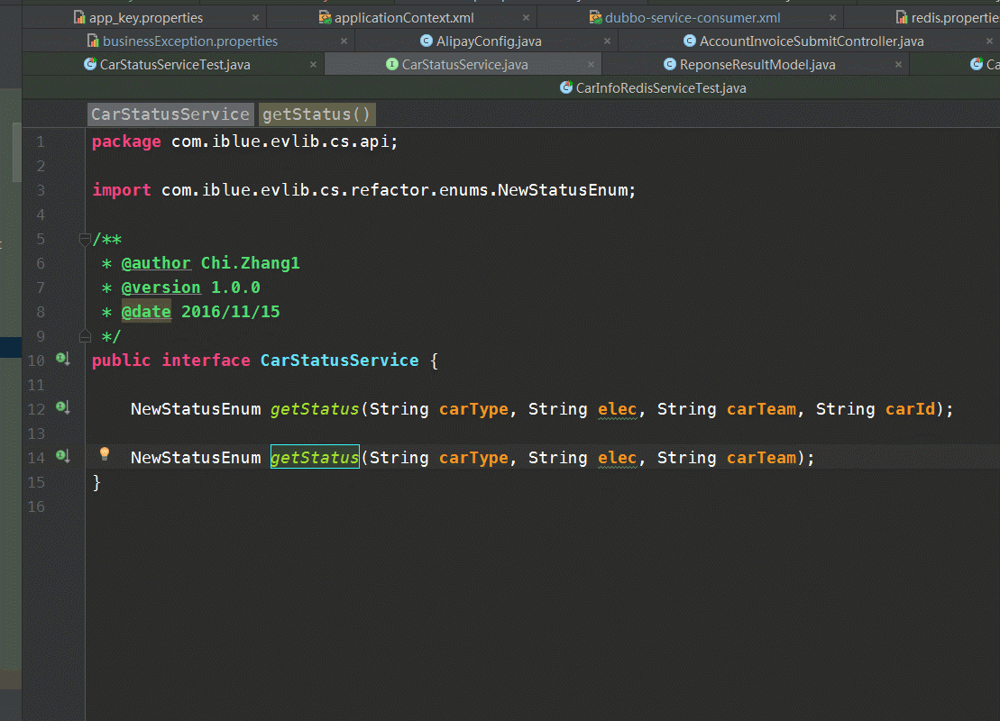 app_key.properties applicationContext.xml dubbo-service-consumer.xml redis.propertie
businessException.properties AlipayConfig.java AccountInvoiceSubmitController.java
CarStatusServiceTest.java CarStatusService.java ReponseResultModel.java Ca
CarInfoRedisServiceTest.java
CarStatusService getStatus()
1 package com.iblue.evlib.cs.api;
2
3 import com.iblue.evlib.cs.refactor.enums.NewStatusEnum;
4
5 /**
6 * @author Chi.Zhang1
7 * @version 1.0.0
8 * @date 2016/11/15
9 */
10 public interface CarStatusService {
11
12 NewStatusEnum getStatus(String carType, String elec, String carTeam, String carId);
13
14 NewStatusEnum getStatus(String carType, String elec, String carTeam);
15 }
16